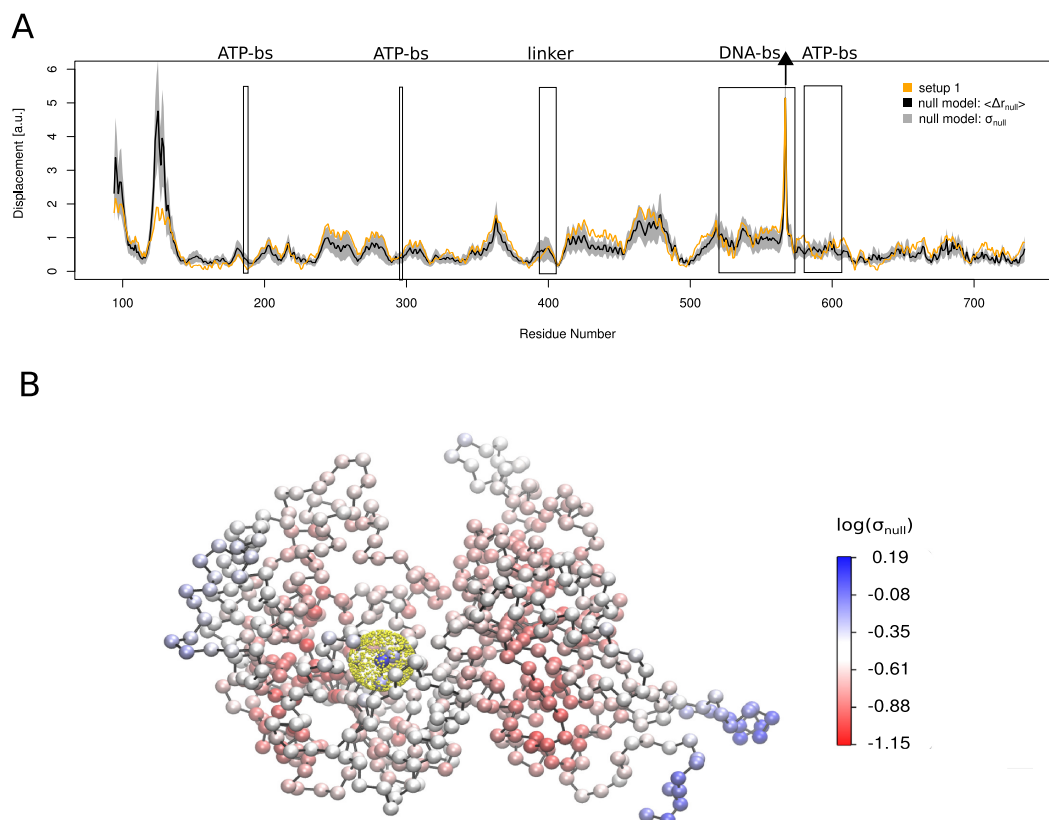 A
ATP-bs ATP-bs linker DNA-bs ATP-bs
Displacement [a.u.]
6
5
4
3
2
1
0
setup 1
null model: <Δr_null>
null model: σ_null
100 200 300 400 500 600 700
Residue Number
B
log(σ_null)
0.19
-0.08
-0.35
-0.61
-0.88
-1.15